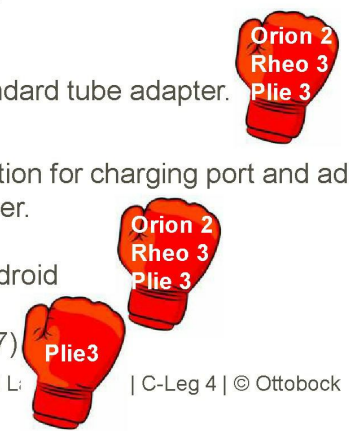 Orion 2
Rheo 3
Plie 3
ndard tube adapter.
tion for charging port and ad
er.
Orion 2
Rheo 3
Plie 3
droid
7)
Plie3
| C-Leg 4 | © Ottobock